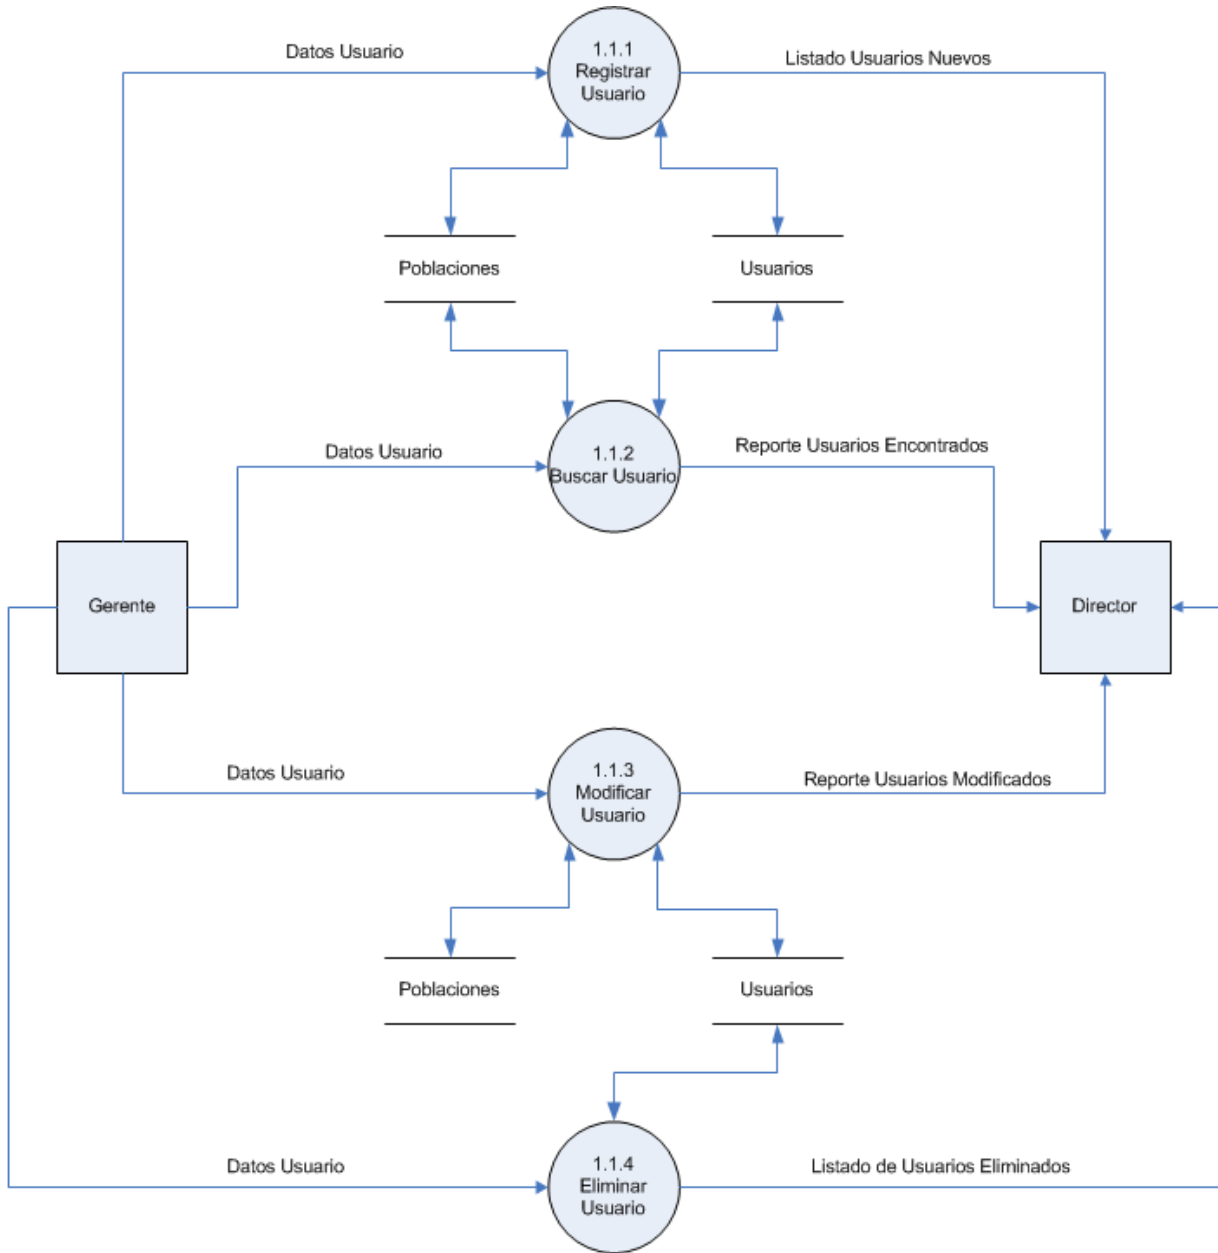 Datos Usuario
1.1.1
Registrar
Usuario
Listado Usuarios Nuevos
Poblaciones
Usuarios
Datos Usuario
1.1.2
Buscar Usuario
Reporte Usuarios Encontrados
Gerente
Director
Datos Usuario
1.1.3
Modificar
Usuario
Reporte Usuarios Modificados
Poblaciones
Usuarios
Datos Usuario
1.1.4
Eliminar
Usuario
Listado de Usuarios Eliminados